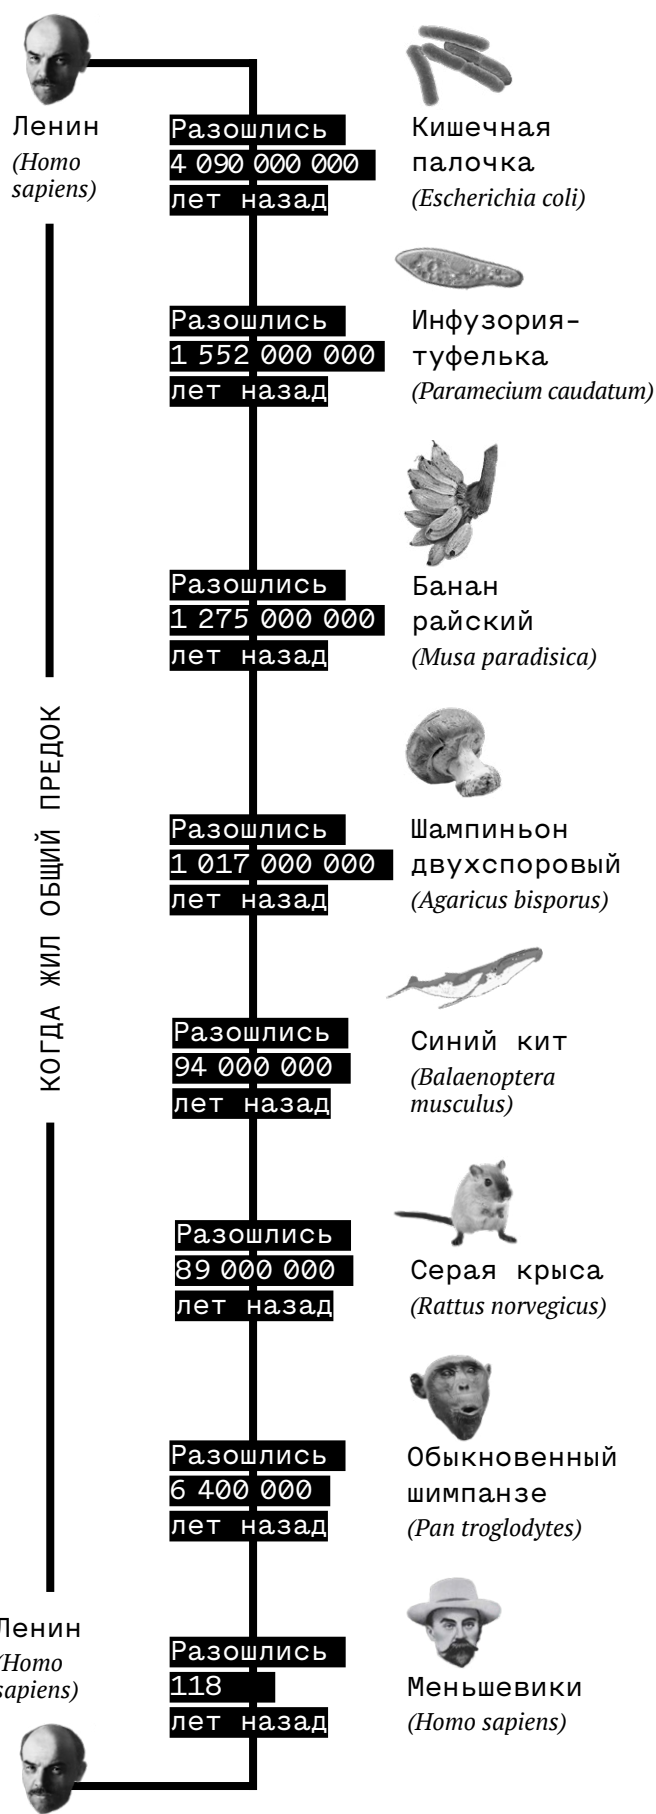 Ленин
(Homo
sapiens)
Разошлись
4 090 000 000
лет назад
Кишечная
палочка
(Escherichia coli)
Разошлись
1 552 000 000
лет назад
Инфузория-
туфелька
(Paramecium caudatum)
Разошлись
1 275 000 000
лет назад
Банан
райский
(Musa paradisica)
КОГДА ЖИЛ ОБЩИЙ ПРЕДОК
Разошлись
1 017 000 000
лет назад
Шампиньон
двухспоровый
(Agaricus bisporus)
Разошлись
94 000 000
лет назад
Синий кит
(Balaenoptera
musculus)
Разошлись
89 000 000
лет назад
Серая крыса
(Rattus norvegicus)
Разошлись
6 400 000
лет назад
Обыкновенный
шимпанзе
(Pan troglodytes)
Ленин
(Homo
sapiens)
Разошлись
118
лет назад
Меньшевики
(Homo sapiens)